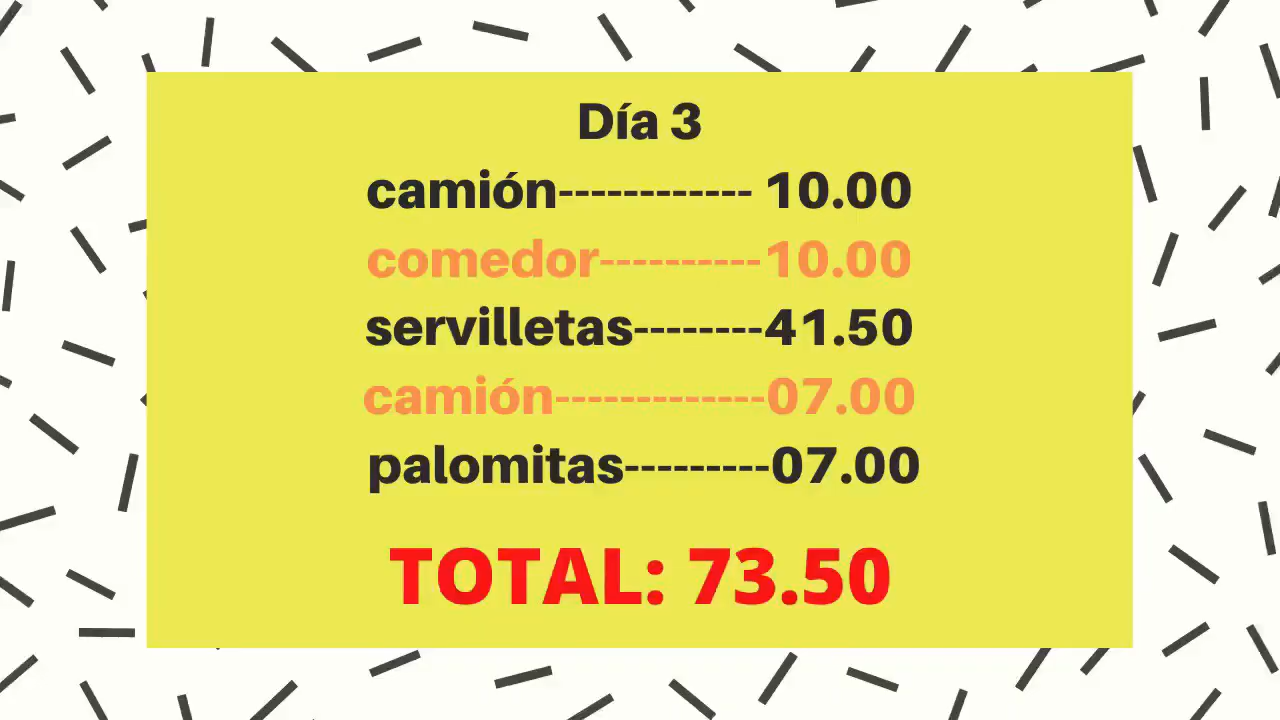 Día 3
camión------------ 10.00
comedor----------10.00
servilletas--------41.50
camión-------------07.00
palomitas---------07.00
TOTAL: 73.50